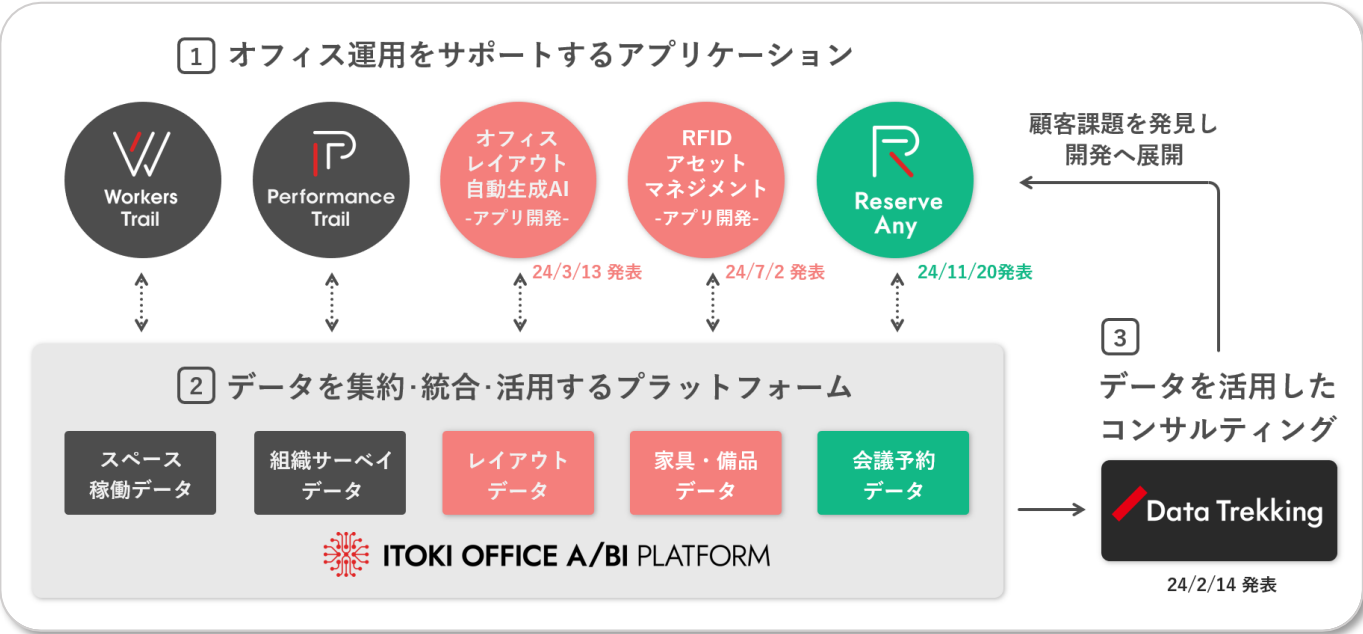 1 オフィス運用をサポートするアプリケーション
Workers
Trail
Performance
Trail
オフィス
レイアウト
自動生成AI
-アプリ開発-
RFID
アセット
マネジメント
-アプリ開発-
Reserve
Any
24/3/13 発表
24/7/2 発表
24/11/20発表
顧客課題を発見し
開発へ展開
2 データを集約·統合·活用するプラットフォーム
スペース
稼働データ
組織サーベイ
データ
レイアウト
データ
家具・備品
データ
会議予約
データ
ITOKI OFFICE A/BI PLATFORM
3
データを活用した
コンサルティング
Data Trekking
24/2/14 発表